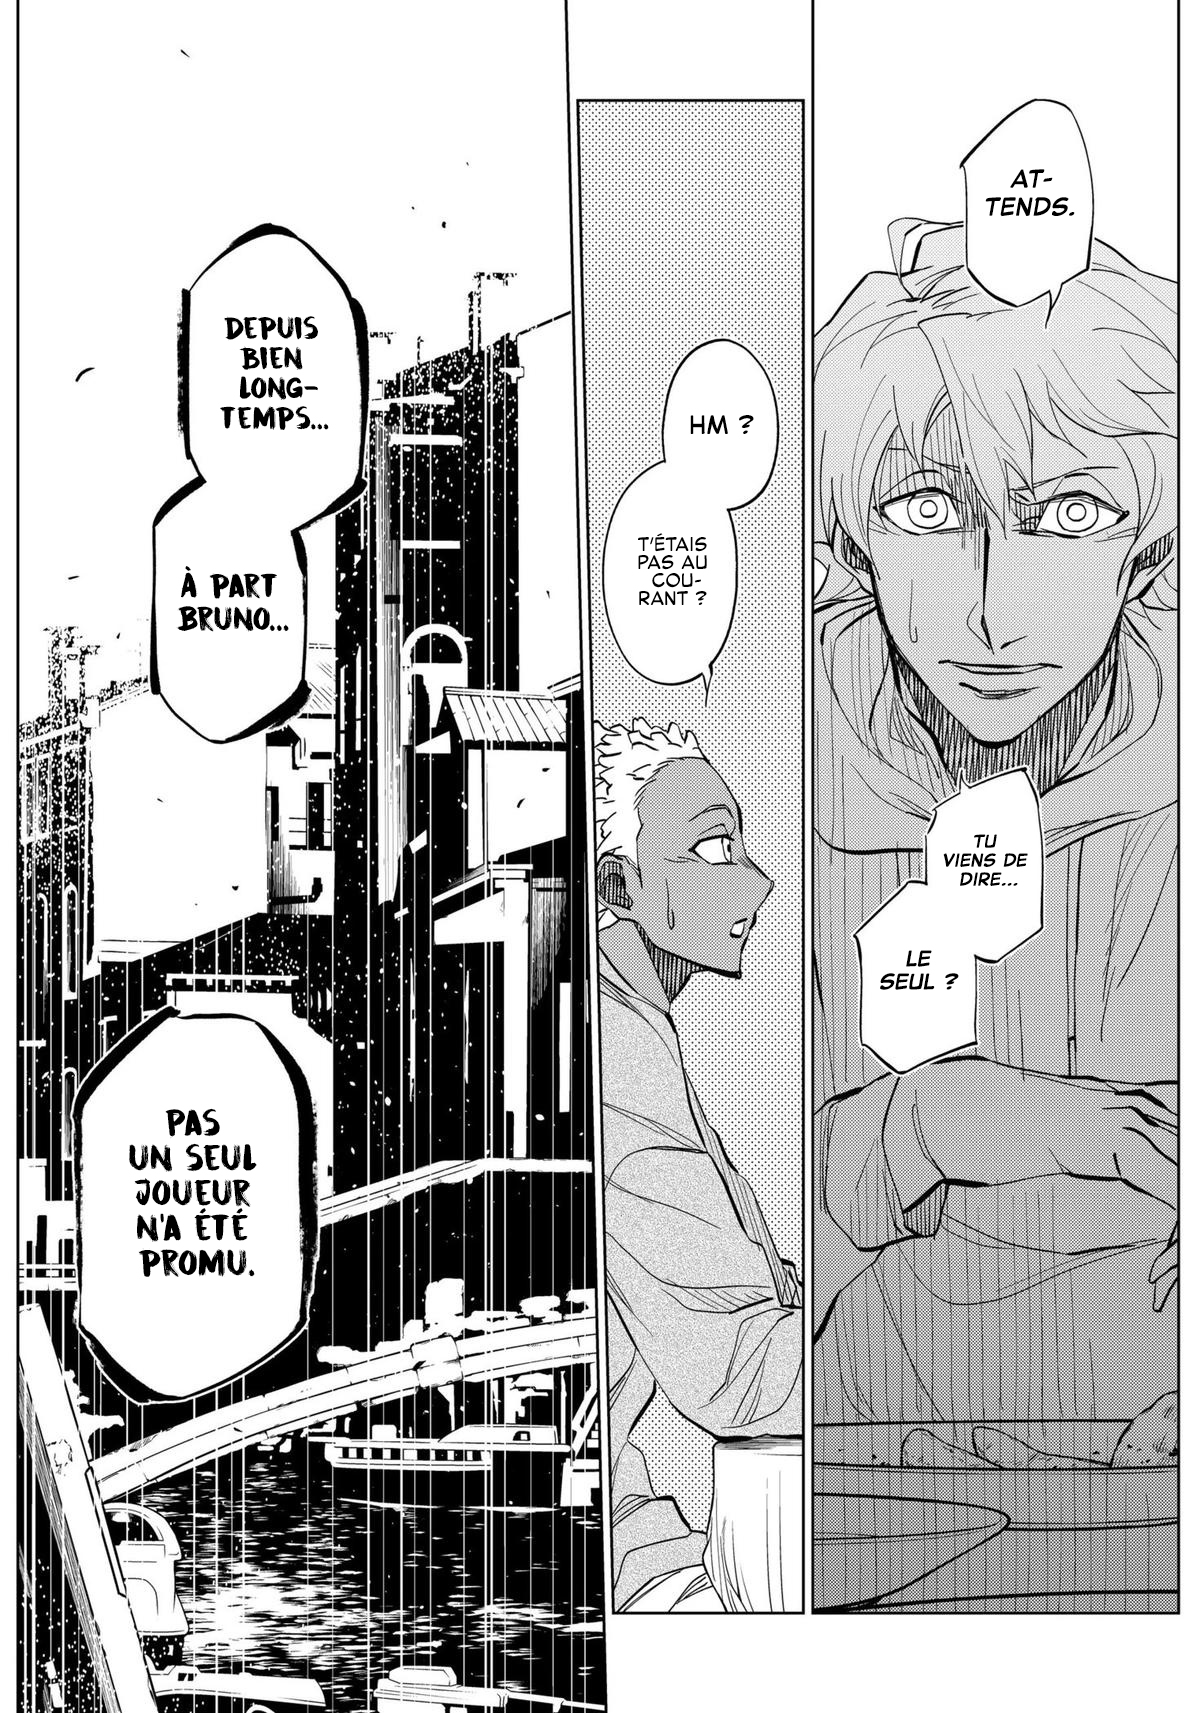 AT-
TENDS.
TU
VIENS DE
DIRE...
LE
SEUL ?
HM ?
T'ÉTAIS
PAS AU
COU-
RANT ?
DEPUIS
BIEN
LONG-
TEMPS...
À PART
BRUNO...
PAS
UN SEUL
JOUEUR
N'A ÉTÉ
PROMU.